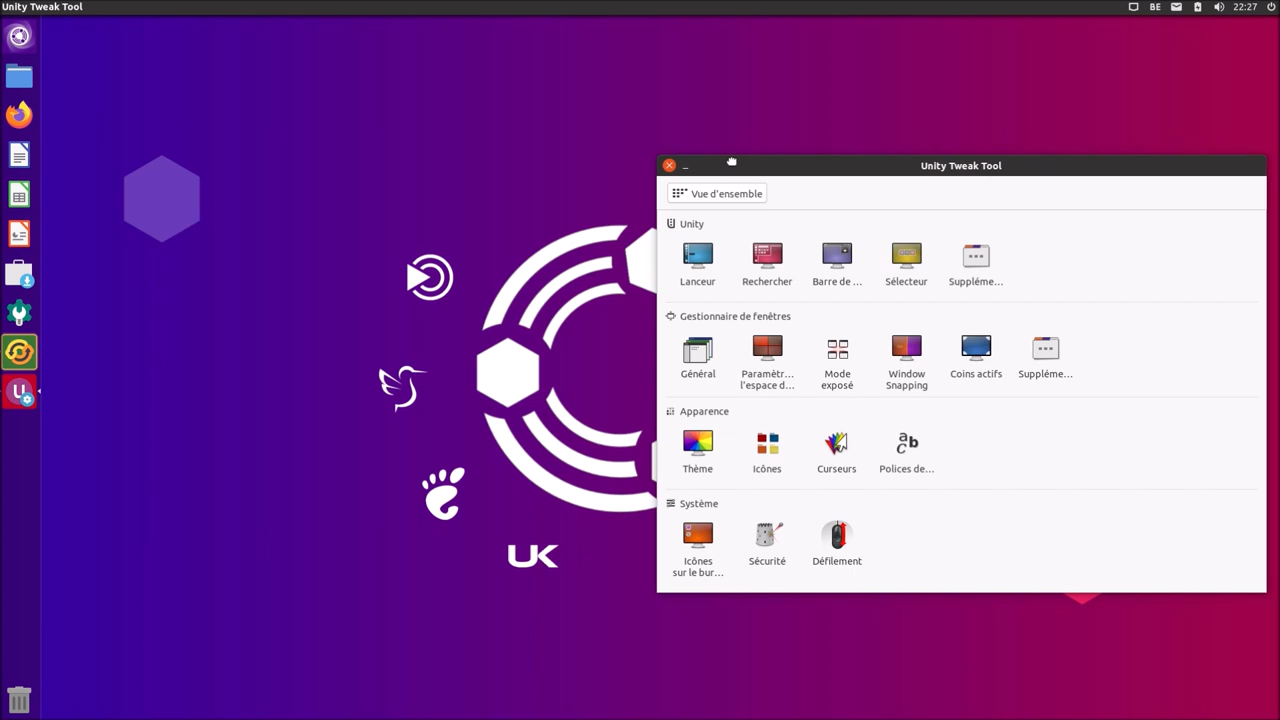 Unity Tweak Tool
BE
22:27
Unity Tweak Tool
Vue d'ensemble
Unity
Lanceur
Rechercher
Barre de ...
Sélecteur
Suppléme...
Gestionnaire de fenêtres
Général
Paramètr...
l'espace d...
Mode
exposé
Window
Snapping
Coins actifs
Suppléme...
Apparence
Thème
Icônes
Curseurs
Polices de...
Système
Icônes
sur le bur...
Sécurité
Défilement
UK